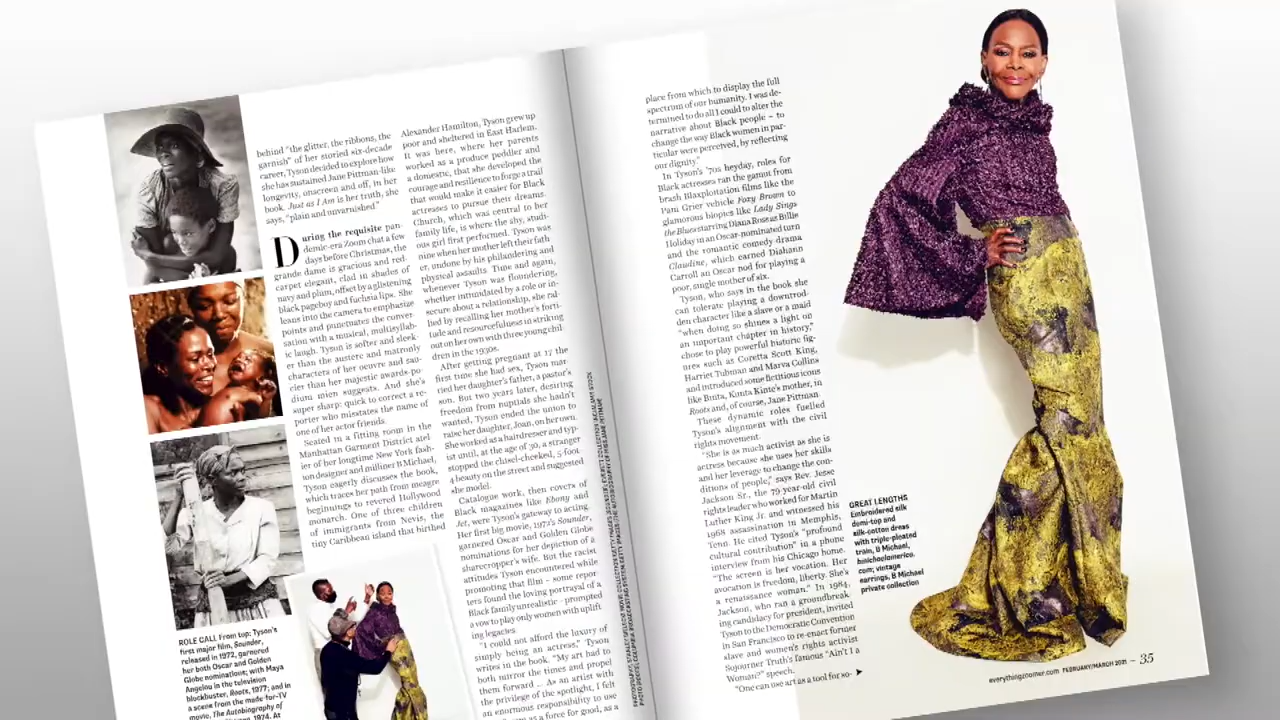 behind “the glitter, the ribbons, the
garnish” of her storied six-decade
career, Tyson decided to explore how
she has sustained Jane Pittman-like
longevity, onscreen and off, in her
book. Just as I Am is her truth, she
says, “plain and unvarnished.”
During the requisite pan-
demic-era Zoom chat a few
days before Christmas, the
grande dame is gracious and red-
carpet elegant, clad in shades of
navy and plum, offset by a glistening
black pageboy and fuchsia lips. She
leans into the camera to emphasize
points and punctuates the conver-
sation with a musical, multisyllab-
ic laugh. Tyson is softer and sleek-
er than the austere and matronly
characters of her oeuvre and sau-
cier than her majestic awards-po-
dium mien suggests. And she’s
super sharp: quick to correct a re-
porter who misstates the name of
one of her actor friends.
Seated in a fitting room in the
Manhattan Garment District atel-
ier of her longtime New York fash-
ion designer and milliner B Michael,
Tyson eagerly discusses the book,
which traces her path from meagre
beginnings to revered Hollywood
monarch. One of three children
of immigrants from Nevis, the
tiny Caribbean island that birthed
ROLE CALL From top: Tyson’s
first major film, Sounder,
released in 1972, garnered
her both Oscar and Golden
Globe nominations; with Maya
Angelou in the television
blockbuster, Roots, 1977; and in
a scene from the made-for-TV
movie, The Autobiography of
1974. At
Alexander Hamilton, Tyson grew up
poor and sheltered in East Harlem.
It was here, where her parents
worked as a produce peddler and
a domestic, that she developed the
courage and resilience to forge a trail
that would make it easier for Black
actresses to pursue their dreams.
Church, which was central to her
family life, is where the shy, studi-
ous girl first performed. Tyson was
nine when her mother left their fath-
er, undone by his philandering and
physical assaults. Time and again,
whenever Tyson was floundering,
whether intimidated by a role or in-
secure about a relationship, she ral-
lied by recalling her mother’s forti-
tude and resourcefulness in striking
out on her own with three young chil-
dren in the 1930s.
After getting pregnant at 17 the
first time she had sex, Tyson mar-
ried her daughter’s father, a pastor’s
son. But two years later, desiring
freedom from nuptials she hadn’t
wanted, Tyson ended the union to
raise her daughter, Joan, on her own.
She worked as a hairdresser and typ-
ist until, at the age of 30, a stranger
stopped the chisel-cheeked, 5 foot
4 beauty on the street and suggested
she model.
Catalogue work, then covers of
Black magazines like Ebony and
Jet, were Tyson’s gateway to acting.
Her first big movie, 1972’s Sounder,
garnered Oscar and Golden Globe
nominations for her depiction of a
sharecropper’s wife. But the racist
attitudes Tyson encountered while
promoting that film – some repor-
ters found the loving portrayal of a
Black family unrealistic – prompted
a vow to play only women with uplift-
ing legacies.
“I could not afford the luxury of
simply being an actress,” Tyson
writes in the book. “My art had to
both mirror the times and propel
them forward ... As an artist with
the privilege of the spotlight, I felt
an enormous responsibility to use
as a force for good, as a
place from which to display the full
spectrum of our humanity. I was de-
termined to do all I could to alter the
narrative about Black people – to
change the way Black women in par-
ticular were perceived, by reflecting
our dignity.”
In Tyson’s ’70s heyday, roles for
Black actresses ran the gamut from
brash Blaxploitation films like the
Pam Grier vehicle Foxy Brown to
glamorous biopics like Lady Sings
the Blues starring Diana Ross as Billie
Holiday in an Oscar-nominated turn
and the romantic comedy drama
Claudine, which earned Diahann
Carroll an Oscar nod for playing a
poor, single mother of six.
Tyson, who says in the book she
can tolerate playing a downtrod-
den character like a slave or a maid
“when doing so shines a light on
an important chapter in history,”
chose to play powerful historic fig-
ures such as Coretta Scott King,
Harriet Tubman and Marva Collins
and introduced some fictitious icons
like Binta, Kunta Kinte’s mother, in
Roots and, of course, Jane Pittman.
These dynamic roles fuelled
Tyson’s alignment with the civil
rights movement.
“She is as much activist as she is
actress because she uses her skills
and her leverage to change the con-
ditions of people,” says Rev. Jesse
Jackson Sr., the 79-year-old civil
rights leader who worked for Martin
Luther King Jr. and witnessed his
1968 assassination in Memphis,
Tenn. He cited Tyson’s “profound
cultural contribution” in a phone
interview from his Chicago home.
“The screen is her vocation. Her
avocation is freedom, liberty. She’s
a renaissance woman.” In 1984,
Jackson, who ran a groundbreak-
ing candidacy for president, invited
Tyson to the Democratic Convention
in San Francisco to re-enact former
slave and women’s rights activist
Sojourner Truth’s famous “Ain’t I a
Woman?” speech.
“One can use art as a tool for so-
GREAT LENGTHS
Embroidered silk
demi-top and
silk-cotton dress
with triple-pleated
train, B Michael,
bmichaelamerica.
com; vintage
earrings, B Michael
private collection
everythingzoomer.com FEBRUARY/MARCH 2021 – 35